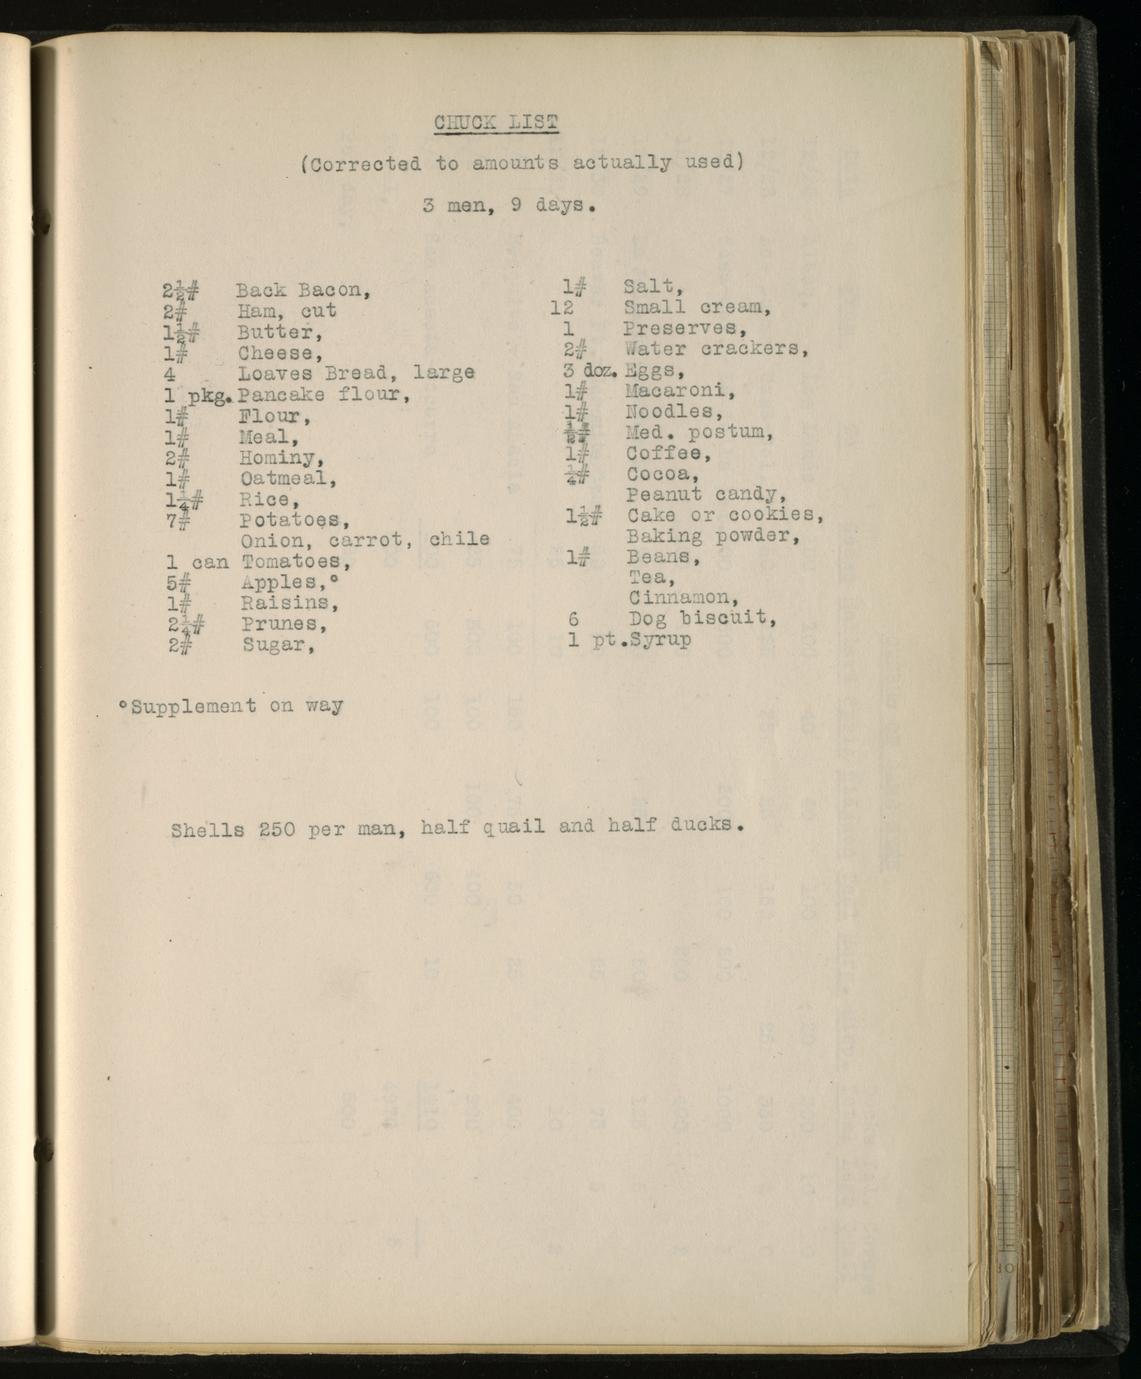 CHUCK LIST
(Corrected to amounts actually used)
3 men, 9 days.
2½# Back Bacon,
2# Ham, cut
1½# Butter,
1# Cheese,
4 Loaves Bread, large
1 pkg. Pancake flour,
1# Flour,
1# Meal,
2# Hominy,
1# Oatmeal,
1¼# Rice,
7# Potatoes,
Onion, carrot, chile
1 can Tomatoes,
5# Apples,°
1# Raisins,
2¼# Prunes,
2# Sugar,
1# Salt,
12 Small cream,
1 Preserves,
2# Water crackers,
3 doz. Eggs,
1# Macaroni,
1# Noodles,
½# Med. postum,
1# Coffee,
¼# Cocoa,
Peanut candy,
1½# Cake or cookies,
Baking powder,
1# Beans,
Tea,
Cinnamon,
6 Dog biscuit,
1 pt. Syrup
°Supplement on way
Shells 250 per man, half quail and half ducks.